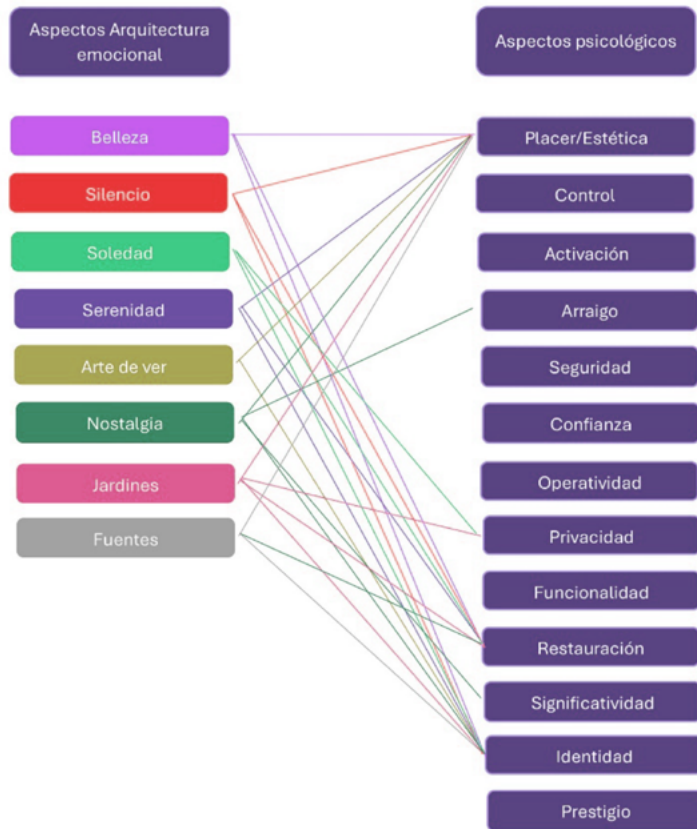 Aspectos Arquitectura
emocional
Aspectos psicológicos
Belleza
Silencio
Soledad
Serenidad
Arte de ver
Nostalgia
Jardines
Fuentes
Placer/Estética
Control
Activación
Arraigo
Seguridad
Confianza
Operatividad
Privacidad
Funcionalidad
Restauración
Significatividad
Identidad
Prestigio